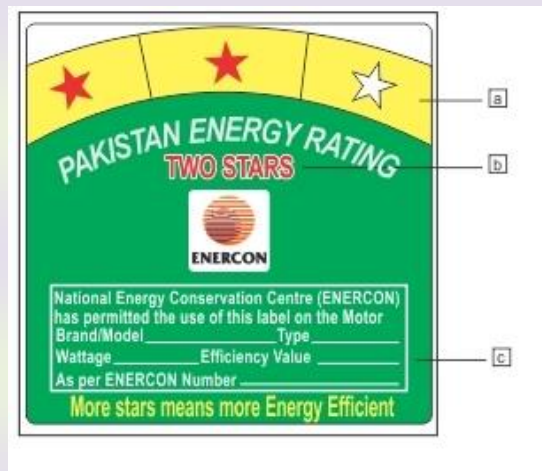 a
PAKISTAN ENERGY RATING
TWO STARS
b
ENERCON
National Energy Conservation Centre (ENERCON)
has permitted the use of this label on the Motor
Brand/Model Type
Wattage Efficiency Value
c
As per ENERCON Number
More stars means more Energy Efficient